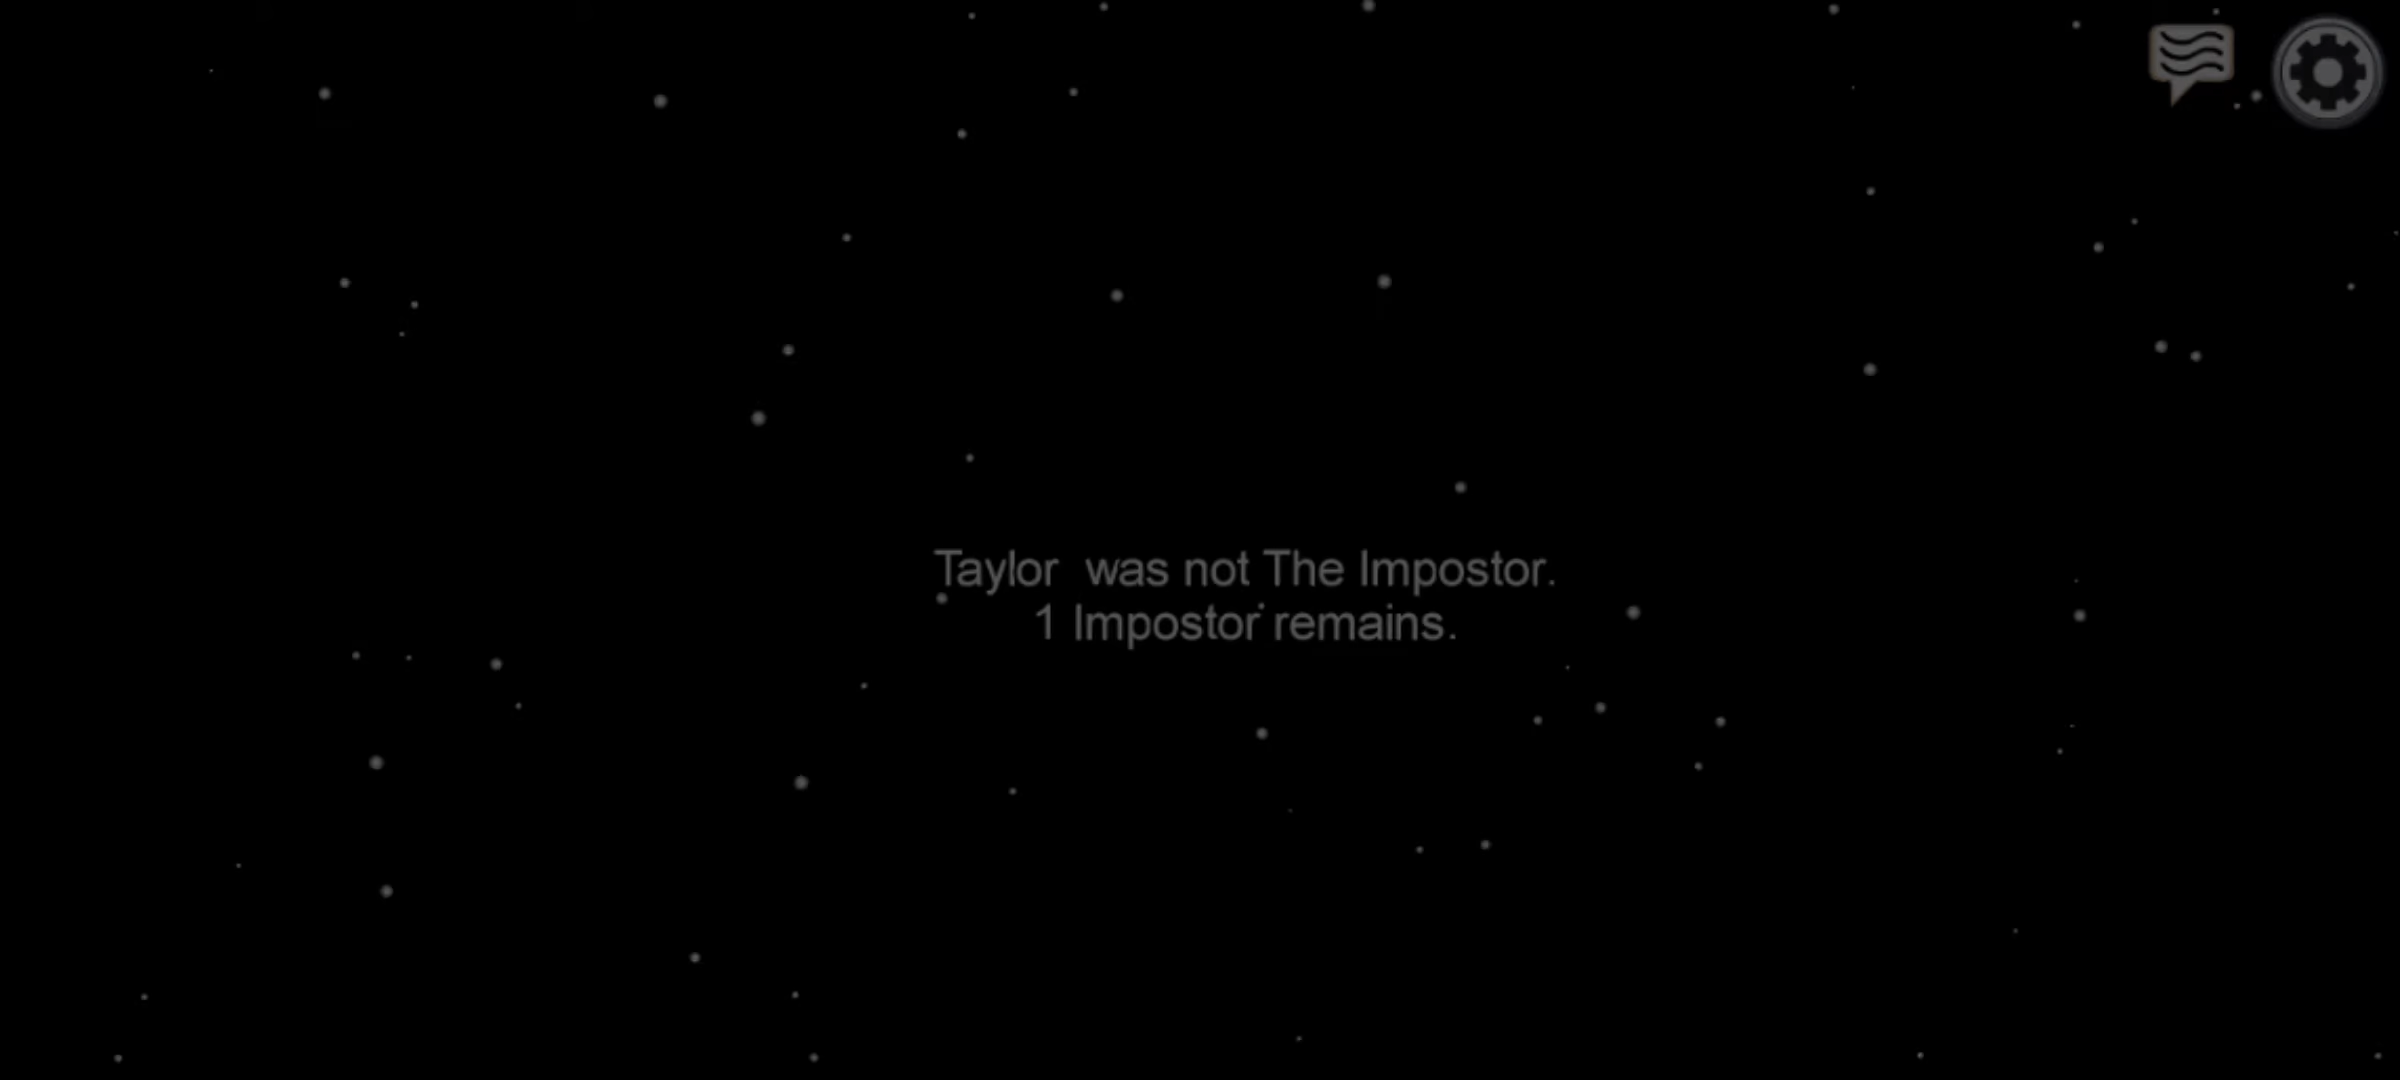 Taylor  was not The Impostor.
1 Impostor remains.